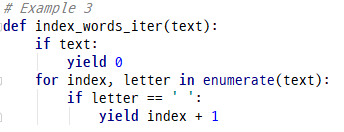 # Example 3
def index_words_iter(text):
    if text:
        yield 0
    for index, letter in enumerate(text):
        if letter == ' ':
            yield index + 1